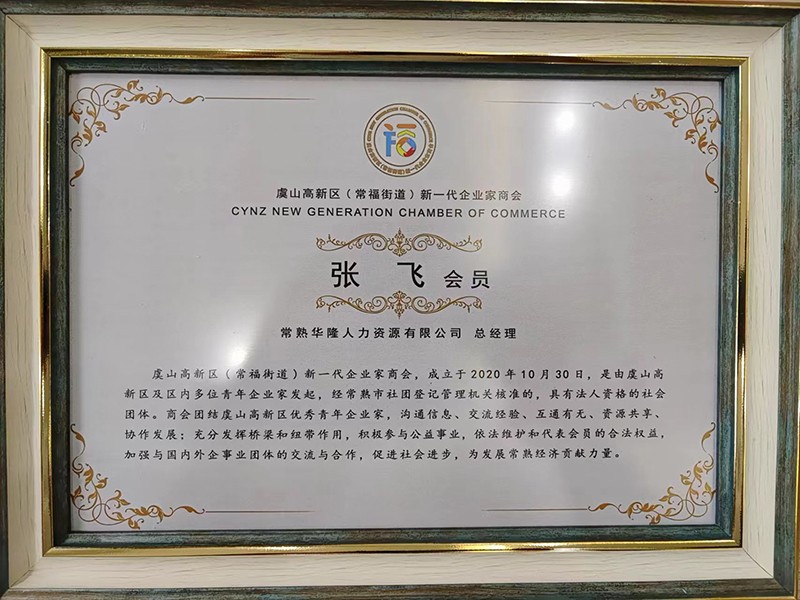 虞山高新区（常福街道）新一代企业家商会
CYNZ NEW GENERATION CHAMBER OF COMMERCE
张 飞 会员
常熟华隆人力资源有限公司 总经理
虞山高新区（常福街道）新一代企业家商会，成立于2020年10月30日，是由虞山高
新区及区内多位青年企业家发起，经常熟市社团登记管理机关核准的，具有法人资格的社会
团体。商会团结虞山高新区优秀青年企业家，沟通信息、交流经验、互通有无、资源共享、
协作发展；充分发挥桥梁和纽带作用，积极参与公益事业，依法维护和代表会员的合法权益，
加强与国内外企事业团体的交流与合作，促进社会进步，为发展常熟经济贡献力量。